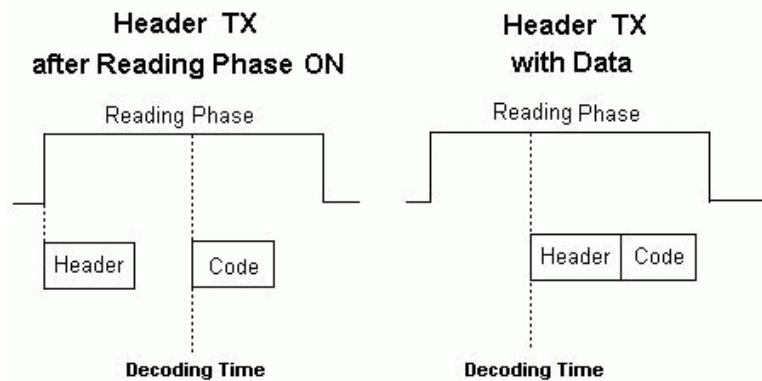 Header TX
after Reading Phase ON
Reading Phase
Header
Code
Decoding Time
Header TX
with Data
Reading Phase
Header
Code
Decoding Time